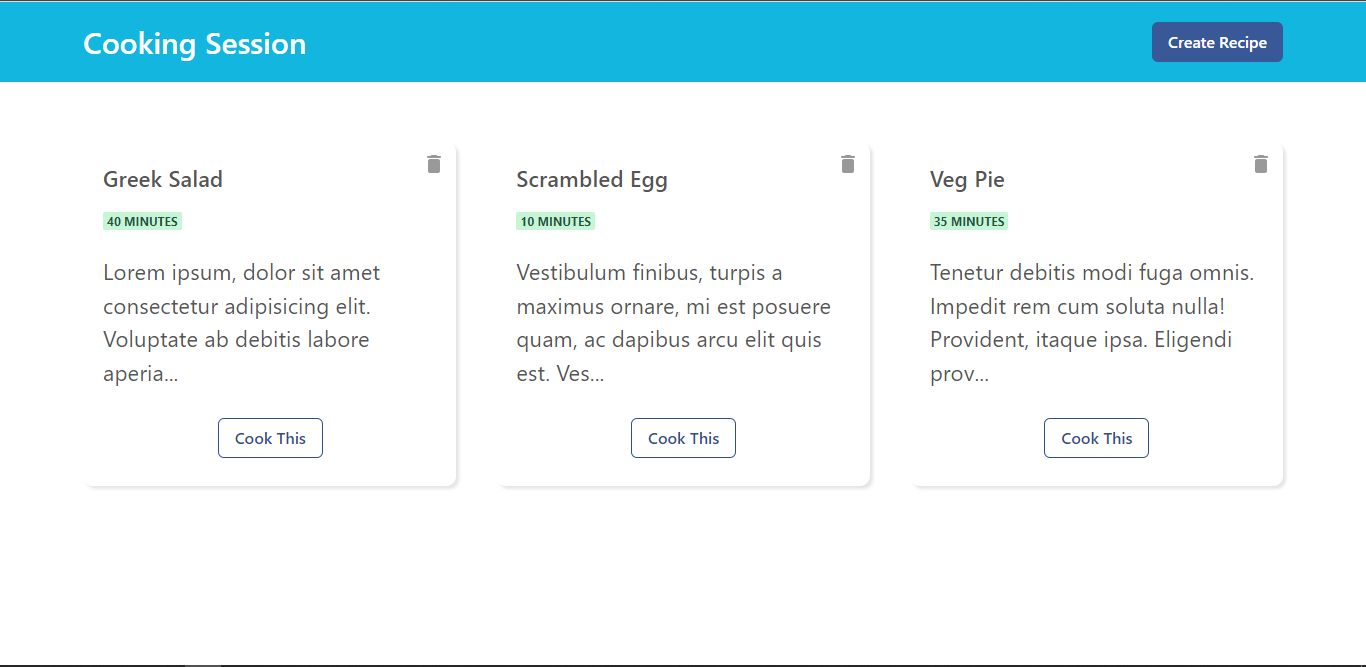 Cooking Session
Create Recipe
Greek Salad
40 MINUTES
Lorem ipsum, dolor sit amet
consectetur adipisicing elit.
Voluptate ab debitis labore
aperia...
Cook This
Scrambled Egg
10 MINUTES
Vestibulum finibus, turpis a
maximus ornare, mi est posuere
quam, ac dapibus arcu elit quis
est. Ves...
Cook This
Veg Pie
35 MINUTES
Tenetur debitis modi fuga omnis.
Impedit rem cum soluta nulla!
Provident, itaque ipsa. Eligendi
prov...
Cook This